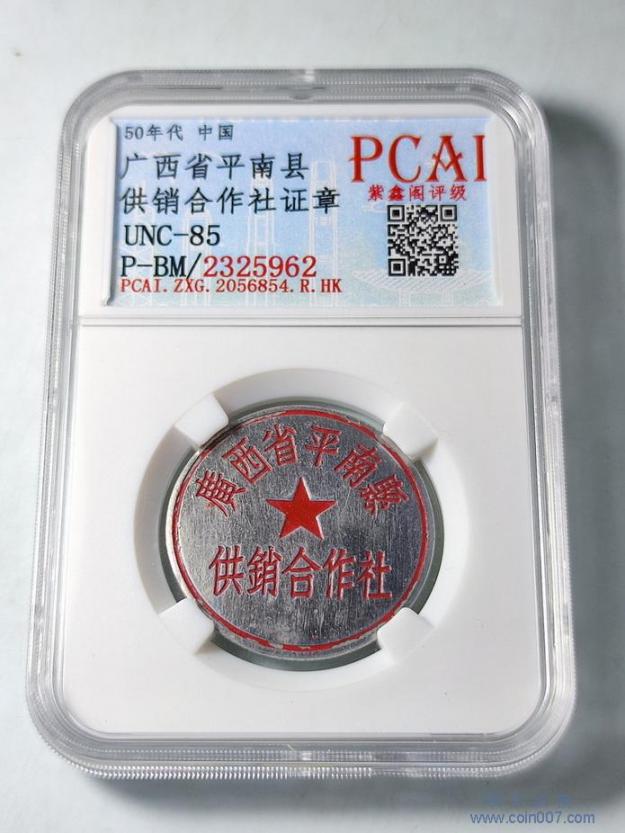 50年代 中国
广西省平南县
供销合作社证章
UNC-85
P-BM/2325962
PCAI.ZXG.2056854.R.HK
PCAI
紫鑫阁评级
廣西省平南縣
供銷合作社
www.coin007.com